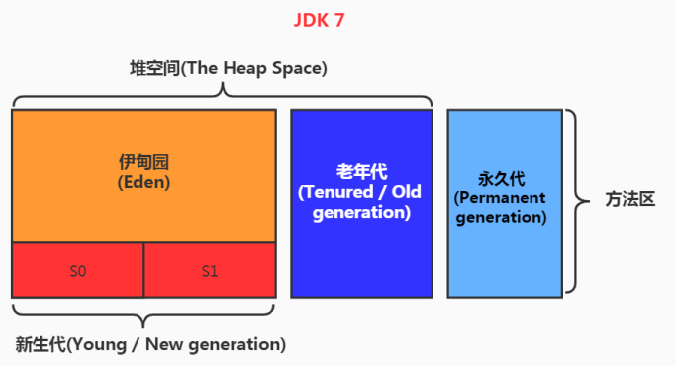 JDK 7
堆空间(The Heap Space)
伊甸园
(Eden)
老年代
(Tenured / Old
generation)
永久代
(Permanent
generation)
方法区
S0
S1
新生代(Young / New generation)